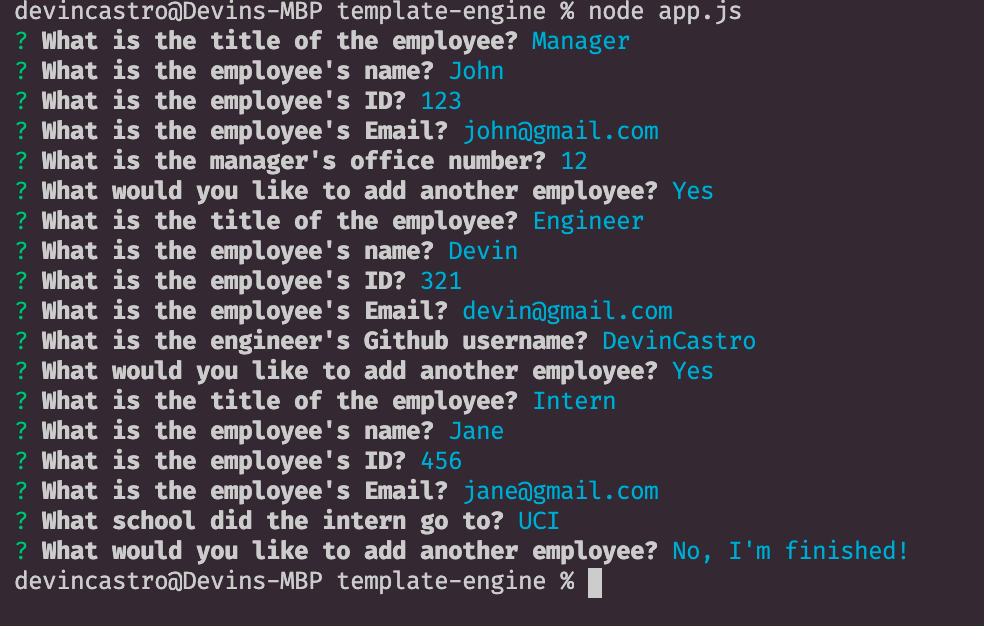 devincastro@Devins-MBP template-engine % node app.js
? What is the title of the employee? Manager
? What is the employee's name? John
? What is the employee's ID? 123
? What is the employee's Email? john@gmail.com
? What is the manager's office number? 12
? What would you like to add another employee? Yes
? What is the title of the employee? Engineer
? What is the employee's name? Devin
? What is the employee's ID? 321
? What is the employee's Email? devin@gmail.com
? What is the engineer's Github username? DevinCastro
? What would you like to add another employee? Yes
? What is the title of the employee? Intern
? What is the employee's name? Jane
? What is the employee's ID? 456
? What is the employee's Email? jane@gmail.com
? What school did the intern go to? UCI
? What would you like to add another employee? No, I'm finished!
devincastro@Devins-MBP template-engine %